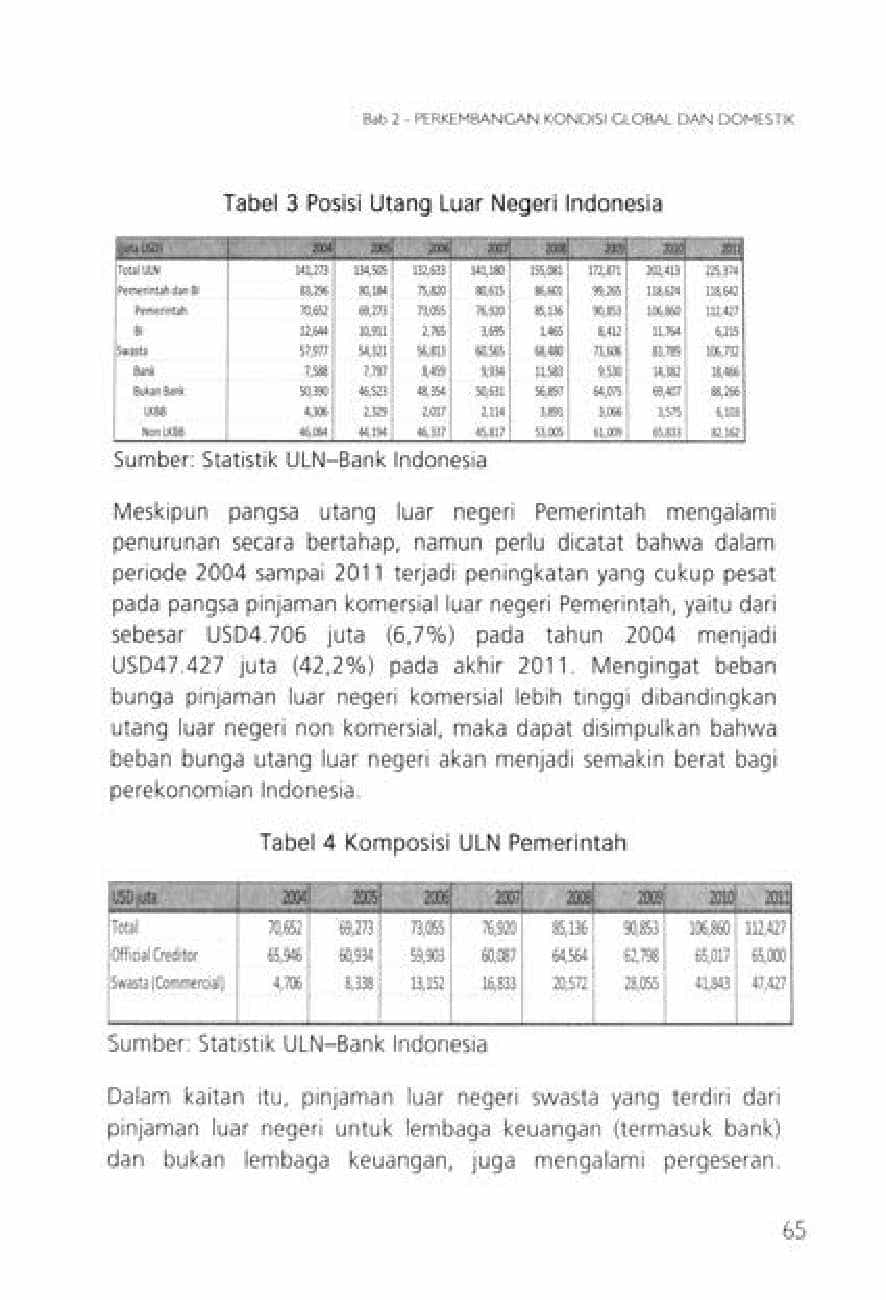 Bab 2 - PERKEMBANGAN KONDISI GLOBAL DAN DOMESTIK
Tabel 3 Posisi Utang Luar Negeri Indonesia
(juta USD) 2004 2005 2006 2007 2008 2009 2010 2011
Total ULN 141,273 134,505 132,633 141,180 155,081 172,871 202,413 225,374
Pemerintah dan BI 83,296 80,184 75,820 80,615 86,601 99,265 118,624 118,642
Pemerintah 70,652 69,273 73,055 76,920 85,136 90,853 106,860 112,427
BI 12,644 10,911 2,765 3,695 1,465 8,412 11,764 6,215
Swasta 57,977 54,321 56,813 60,565 68,480 73,606 83,789 106,732
Bank 7,588 7,797 8,459 9,934 11,583 9,530 14,382 18,466
Bukan Bank 50,390 46,523 48,354 50,631 56,897 64,075 69,407 88,266
LKBB 4,306 2,329 2,017 2,114 3,891 3,066 3,575
Non LKBB 46,084 44,194 46,337 53,005 61,009 65,833 82,162
Sumber: Statistik ULN–Bank Indonesia
Meskipun pangsa utang luar negeri Pemerintah mengalami
penurunan secara bertahap, namun perlu dicatat bahwa dalam
periode 2004 sampai 2011 terjadi peningkatan yang cukup pesat
pada pangsa pinjaman komersial luar negeri Pemerintah, yaitu dari
sebesar USD4.706 juta (6,7%) pada tahun 2004 menjadi
USD47.427 juta (42,2%) pada akhir 2011. Mengingat beban
bunga pinjaman luar negeri komersial lebih tinggi dibandingkan
utang luar negeri non komersial, maka dapat disimpulkan bahwa
beban bunga utang luar negeri akan menjadi semakin berat bagi
perekonomian Indonesia.
Tabel 4 Komposisi ULN Pemerintah
USD juta 2004 2005 2006 2007 2008 2009 2010 2011
Total 70,652 69,273 73,055 76,920 85,136 90,853 106,860 112,427
Official Creditor 65,946 60,934 59,903 60,087 64,564 62,798 65,017 65,000
Swasta (Commercial) 4,706 8,338 13,152 16,833 20,572 28,055 41,843 47,427
Sumber: Statistik ULN–Bank Indonesia
Dalam kaitan itu, pinjaman luar negeri swasta yang terdiri dari
pinjaman luar negeri untuk lembaga keuangan (termasuk bank)
dan bukan lembaga keuangan, juga mengalami pergeseran.
65